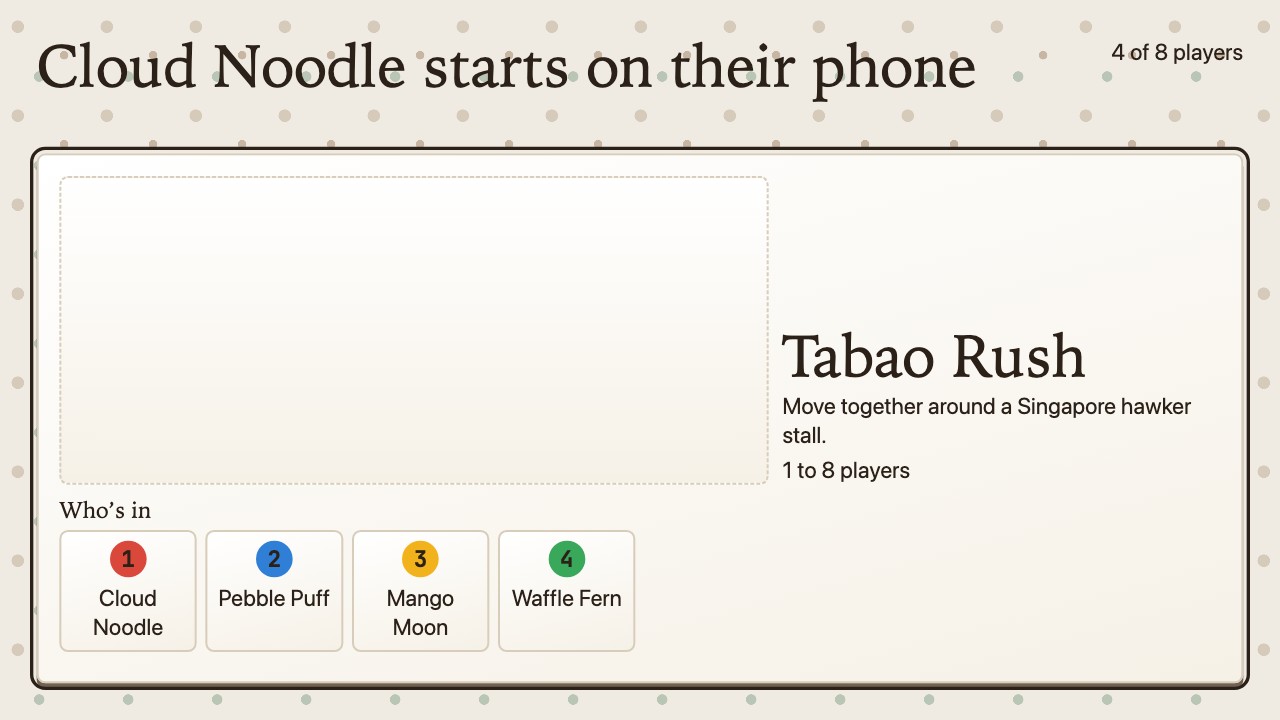 Cloud Noodle starts on their phone
4 of 8 players
Tabao Rush
Move together around a Singapore hawker
stall.
1 to 8 players
Who’s in
1
Cloud
Noodle
2
Pebble Puff
3
Mango
Moon
4
Waffle Fern